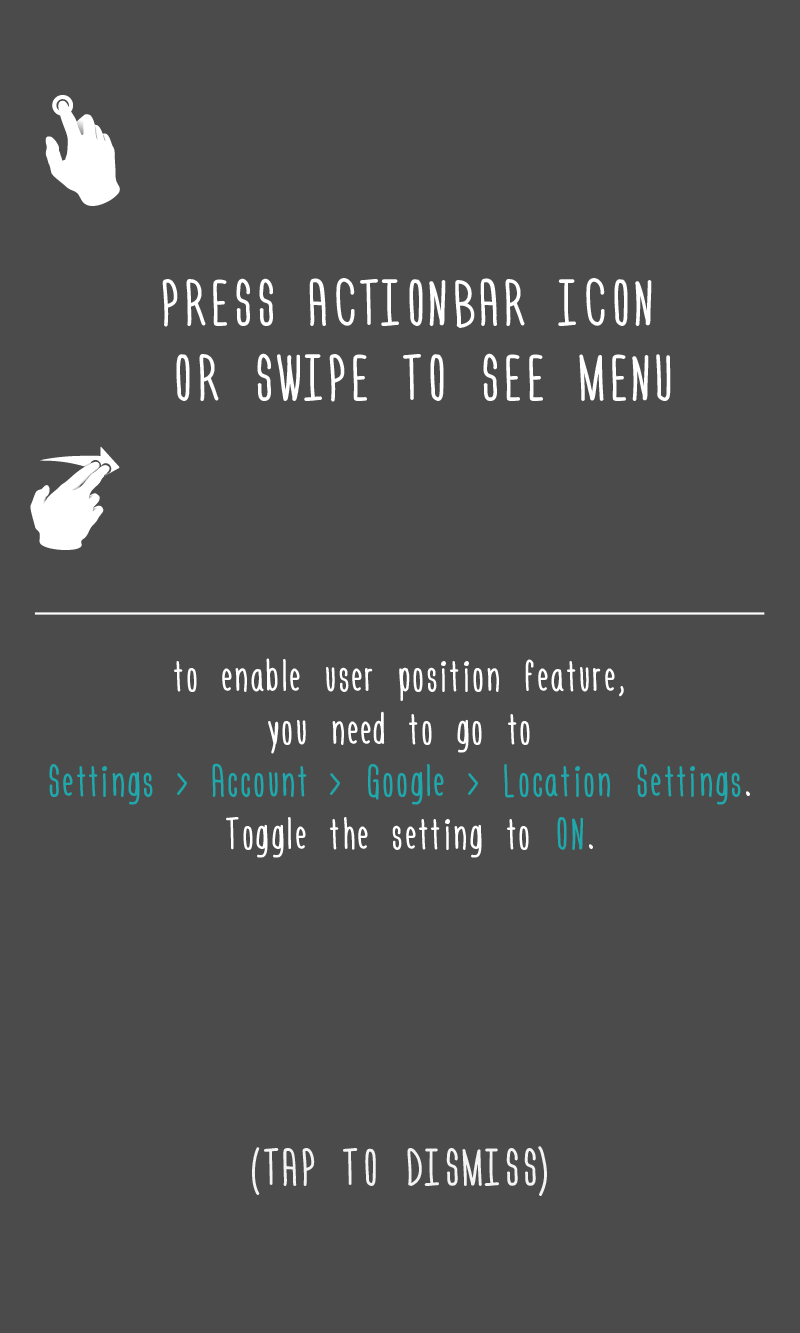 PRESS ACTIONBAR ICON
OR SWIPE TO SEE MENU
to enable user position feature,
you need to go to
Settings > Account > Google > Location Settings.
Toggle the setting to ON.
(TAP TO DISMISS)